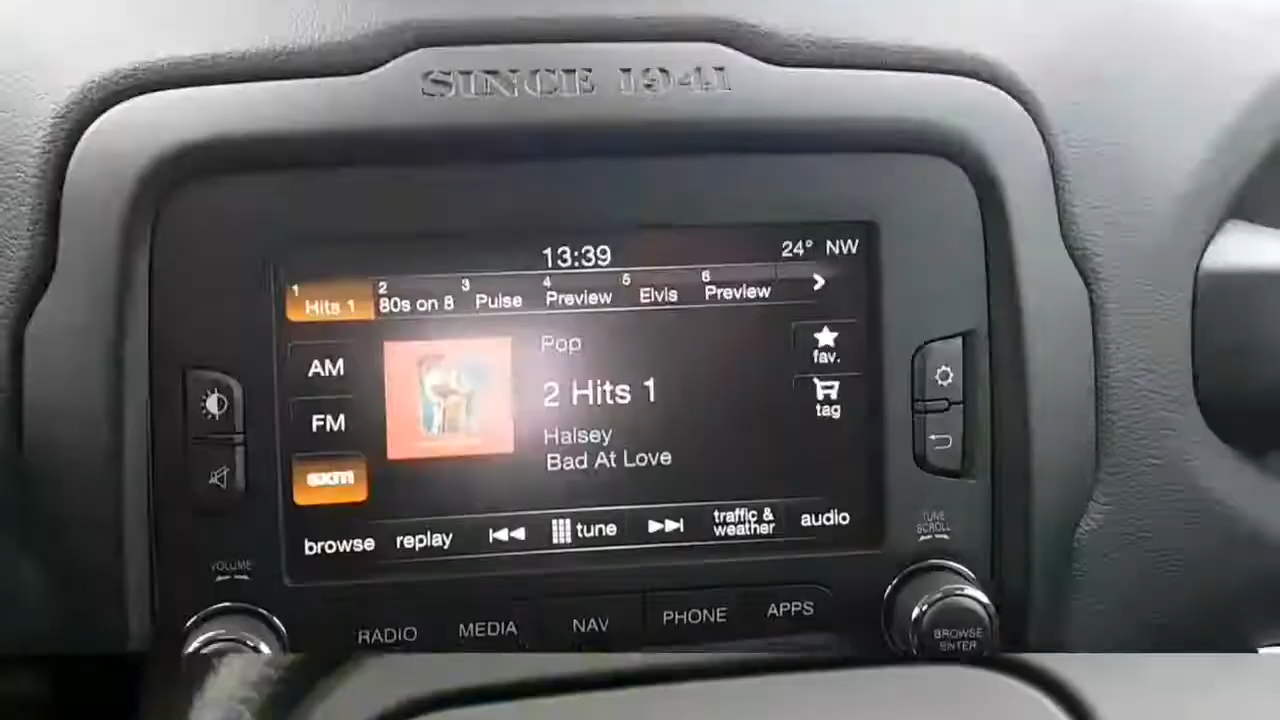 SINCE 1941
13:39
24° NW
1 Hits 1
2 80s on 8
3 Pulse
4 Preview
5 Elvis
6 Preview
AM
FM
sxm
Pop
2 Hits 1
Halsey
Bad At Love
fav.
tag
browse
replay
tune
traffic &
weather
audio
VOLUME
TUNE
SCROLL
RADIO
MEDIA
NAV
PHONE
APPS
BROWSE
ENTER